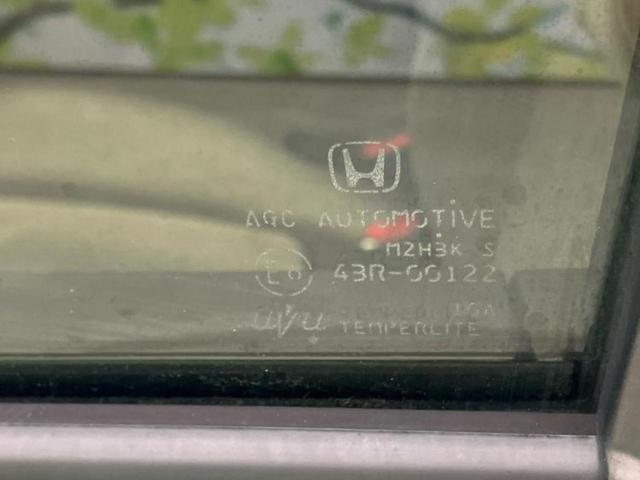 AGC AUTOMOTIVE
M2H3K S
E6 43R-00122
TEMPERLITE